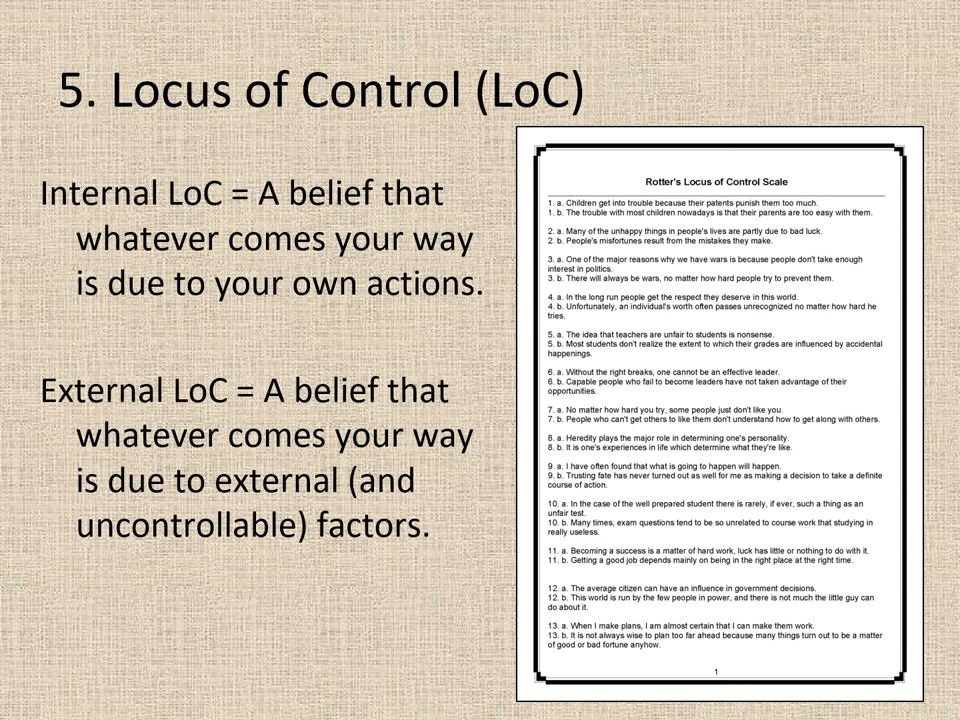 5. Locus of Control (LoC)
Internal LoC = A belief that
whatever comes your way
is due to your own actions.
External LoC = A belief that
whatever comes your way
is due to external (and
uncontrollable) factors.
Rotter's Locus of Control Scale
1. a. Children get into trouble because their patents punish them too much.
1. b. The trouble with most children nowadays is that their parents are too easy with them.
2. a. Many of the unhappy things in people's lives are partly due to bad luck.
2. b. People's misfortunes result from the mistakes they make.
3. a. One of the major reasons why we have wars is because people don't take enough
interest in politics.
3. b. There will always be wars, no matter how hard people try to prevent them.
4. a. In the long run people get the respect they deserve in this world.
4. b. Unfortunately, an individual's worth often passes unrecognized no matter how hard he
tries.
5. a. The idea that teachers are unfair to students is nonsense.
5. b. Most students don't realize the extent to which their grades are influenced by accidental
happenings.
6. a. Without the right breaks, one cannot be an effective leader.
6. b. Capable people who fail to become leaders have not taken advantage of their
opportunities.
7. a. No matter how hard you try, some people just don't like you.
7. b. People who can't get others to like them don't understand how to get along with others.
8. a. Heredity plays the major role in determining one's personality.
8. b. It is one's experiences in life which determine what they're like.
9. a. I have often found that what is going to happen will happen.
9. b. Trusting fate has never turned out as well for me as making a decision to take a definite
course of action.
10. a. In the case of the well prepared student there is rarely, if ever, such a thing as an
unfair test.
10. b. Many times, exam questions tend to be so unrelated to course work that studying in
really useless.
11. a. Becoming a success is a matter of hard work, luck has little or nothing to do with it.
11. b. Getting a good job depends mainly on being in the right place at the right time.
12. a. The average citizen can have an influence in government decisions.
12. b. This world is run by the few people in power, and there is not much the little guy can
do about it.
13. a. When I make plans, I am almost certain that I can make them work.
13. b. It is not always wise to plan too far ahead because many things turn out to be a matter
of good or bad fortune anyhow.
1